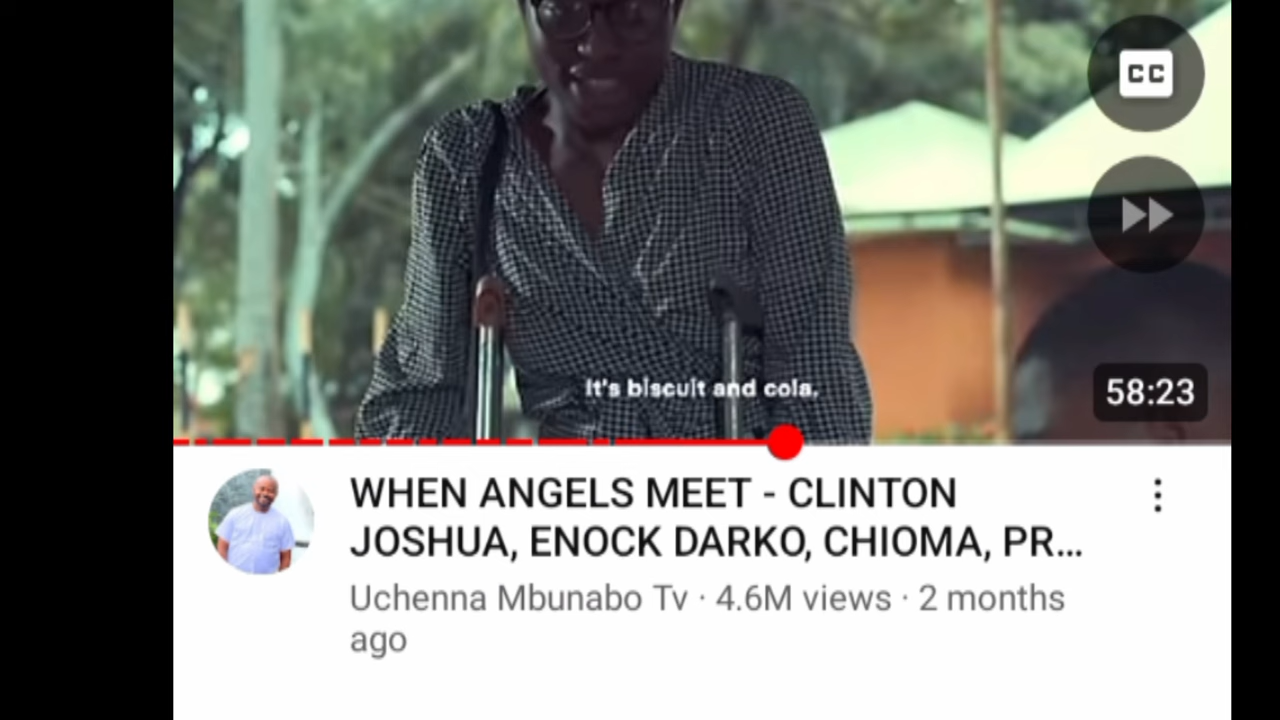 CC
It's biscuit and cola.
58:23
WHEN ANGELS MEET - CLINTON
JOSHUA, ENOCK DARKO, CHIOMA, PR...
Uchenna Mbunabo Tv · 4.6M views · 2 months
ago